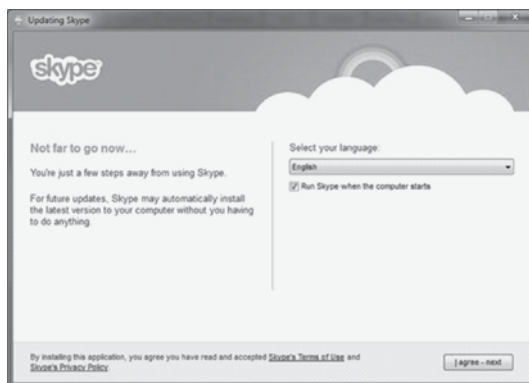 Updating Skype
skype
Not far to go now...
You're just a few steps away from using Skype.
For future updates, Skype may automatically install
the latest version to your computer without you having
to do anything.
Select your language:
English
Run Skype when the computer starts
By installing this application, you agree you have read and accepted Skype's Terms of Use and
Skype's Privacy Policy.
I agree - next